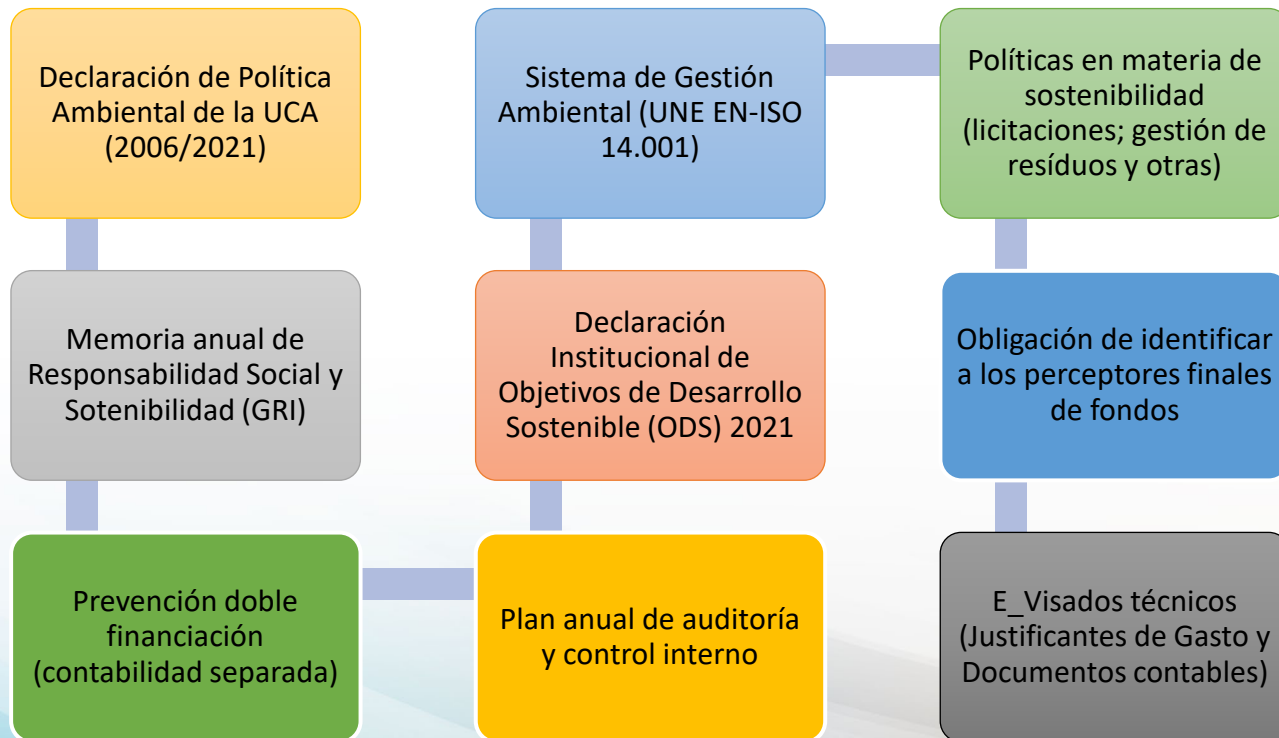 Declaración de Política
Ambiental de la UCA
(2006/2021)
Memoria anual de
Responsabilidad Social y
Sotenibilidad (GRI)
Prevención doble
financiación
(contabilidad separada)
Plan anual de auditoría
y control interno
Declaración
Institucional de
Objetivos de Desarrollo
Sostenible (ODS) 2021
Sistema de Gestión
Ambiental (UNE EN-ISO
14.001)
Políticas en materia de
sostenibilidad
(licitaciones; gestión de
resíduos y otras)
Obligación de identificar
a los perceptores finales
de fondos
E_Visados técnicos
(Justificantes de Gasto y
Documentos contables)